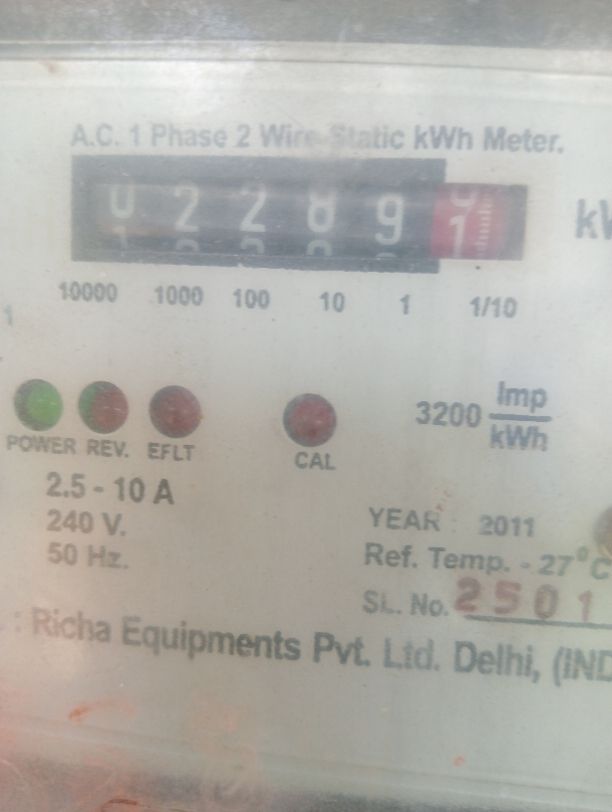 A.C. 1 Phase 2 Wire Static kWh Meter.
0 2 2 8 9 1
10000 1000 100 10 1 1/10
POWER REV. EFLT CAL
3200 Imp/kWh
2.5 - 10 A
240 V.
50 Hz.
YEAR : 2011
Ref. Temp. - 27°C
SL. No. 2501
: Richa Equipments Pvt. Ltd. Delhi, (IND